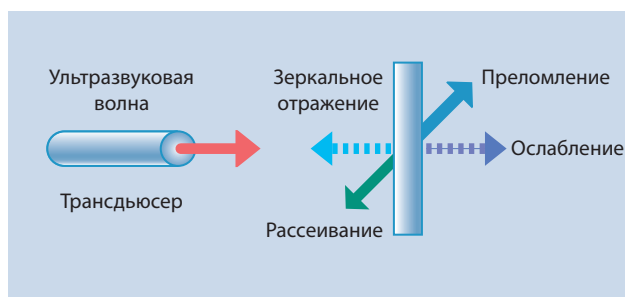 Ультразвуковая
волна
Трансдьюсер
Зеркальное
отражение
Рассеивание
Преломление
Ослабление